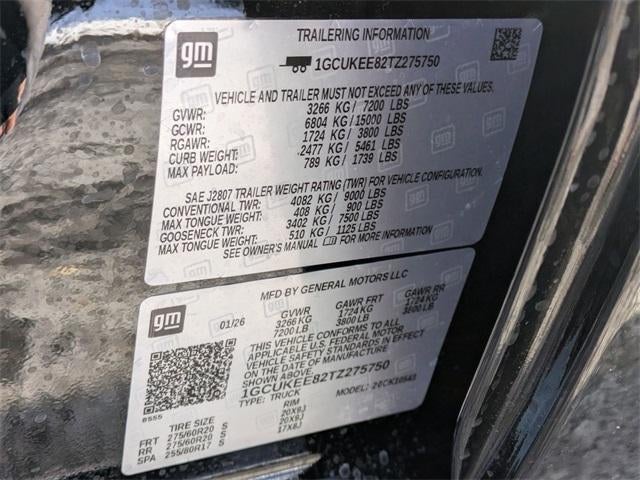 gm
TRAILERING INFORMATION
1GCUKEE82TZ275750
VEHICLE AND TRAILER MUST NOT EXCEED ANY OF THESE VALUES.
GVWR: 3266 KG / 7200 LBS
GCWR: 6804 KG / 15000 LBS
RGAWR: 1724 KG / 3800 LBS
CURB WEIGHT: 2477 KG / 5461 LBS
MAX PAYLOAD: 789 KG / 1739 LBS
SAE J2807 TRAILER WEIGHT RATING (TWR) FOR VEHICLE CONFIGURATION.
CONVENTIONAL TWR: 4082 KG / 9000 LBS
MAX TONGUE WEIGHT: 408 KG / 900 LBS
GOOSENECK TWR: 3402 KG / 7500 LBS
MAX TONGUE WEIGHT: 510 KG / 1125 LBS
SEE OWNER'S MANUAL FOR MORE INFORMATION
gm
MFD BY GENERAL MOTORS LLC
01/26 GVWR GAWR FRT GAWR RR
3266 KG 1724 KG 1724 KG
7200 LB 3800 LB 3800 LB
THIS VEHICLE CONFORMS TO ALL
APPLICABLE U.S. FEDERAL MOTOR
VEHICLE SAFETY STANDARDS IN EFFECT
ON THE DATE OF MANUFACTURE
SHOWN ABOVE.
1GCUKEE82TZ275750
TYPE: TRUCK MODEL:
TIRE SIZE RIM
FRT 275/60R20 S 20X9J
RR 275/60R20 S 20X9J
SPA 255/80R17 S 17X8J